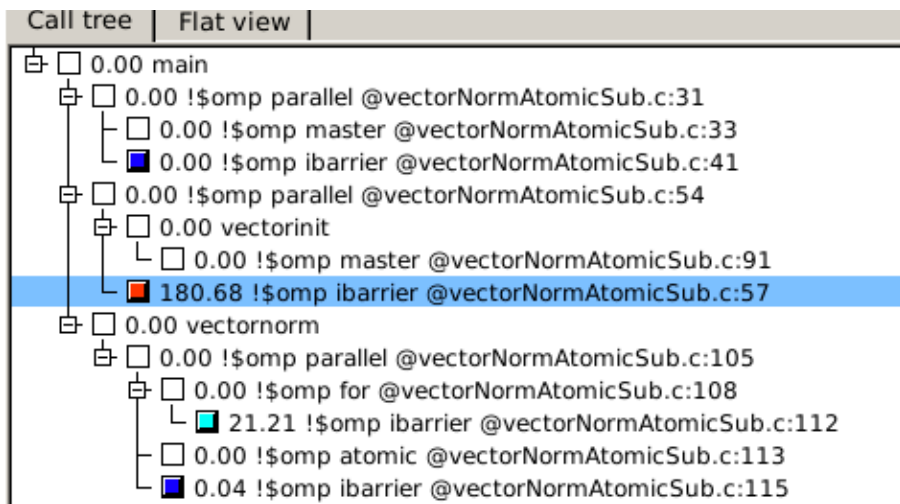 Call tree Flat view
0.00 main
0.00 !$omp parallel @vectorNormAtomicSub.c:31
0.00 !$omp master @vectorNormAtomicSub.c:33
0.00 !$omp ibarrier @vectorNormAtomicSub.c:41
0.00 !$omp parallel @vectorNormAtomicSub.c:54
0.00 vectorinit
0.00 !$omp master @vectorNormAtomicSub.c:91
180.68 !$omp ibarrier @vectorNormAtomicSub.c:57
0.00 vectornorm
0.00 !$omp parallel @vectorNormAtomicSub.c:105
0.00 !$omp for @vectorNormAtomicSub.c:108
21.21 !$omp ibarrier @vectorNormAtomicSub.c:112
0.00 !$omp atomic @vectorNormAtomicSub.c:113
0.04 !$omp ibarrier @vectorNormAtomicSub.c:115